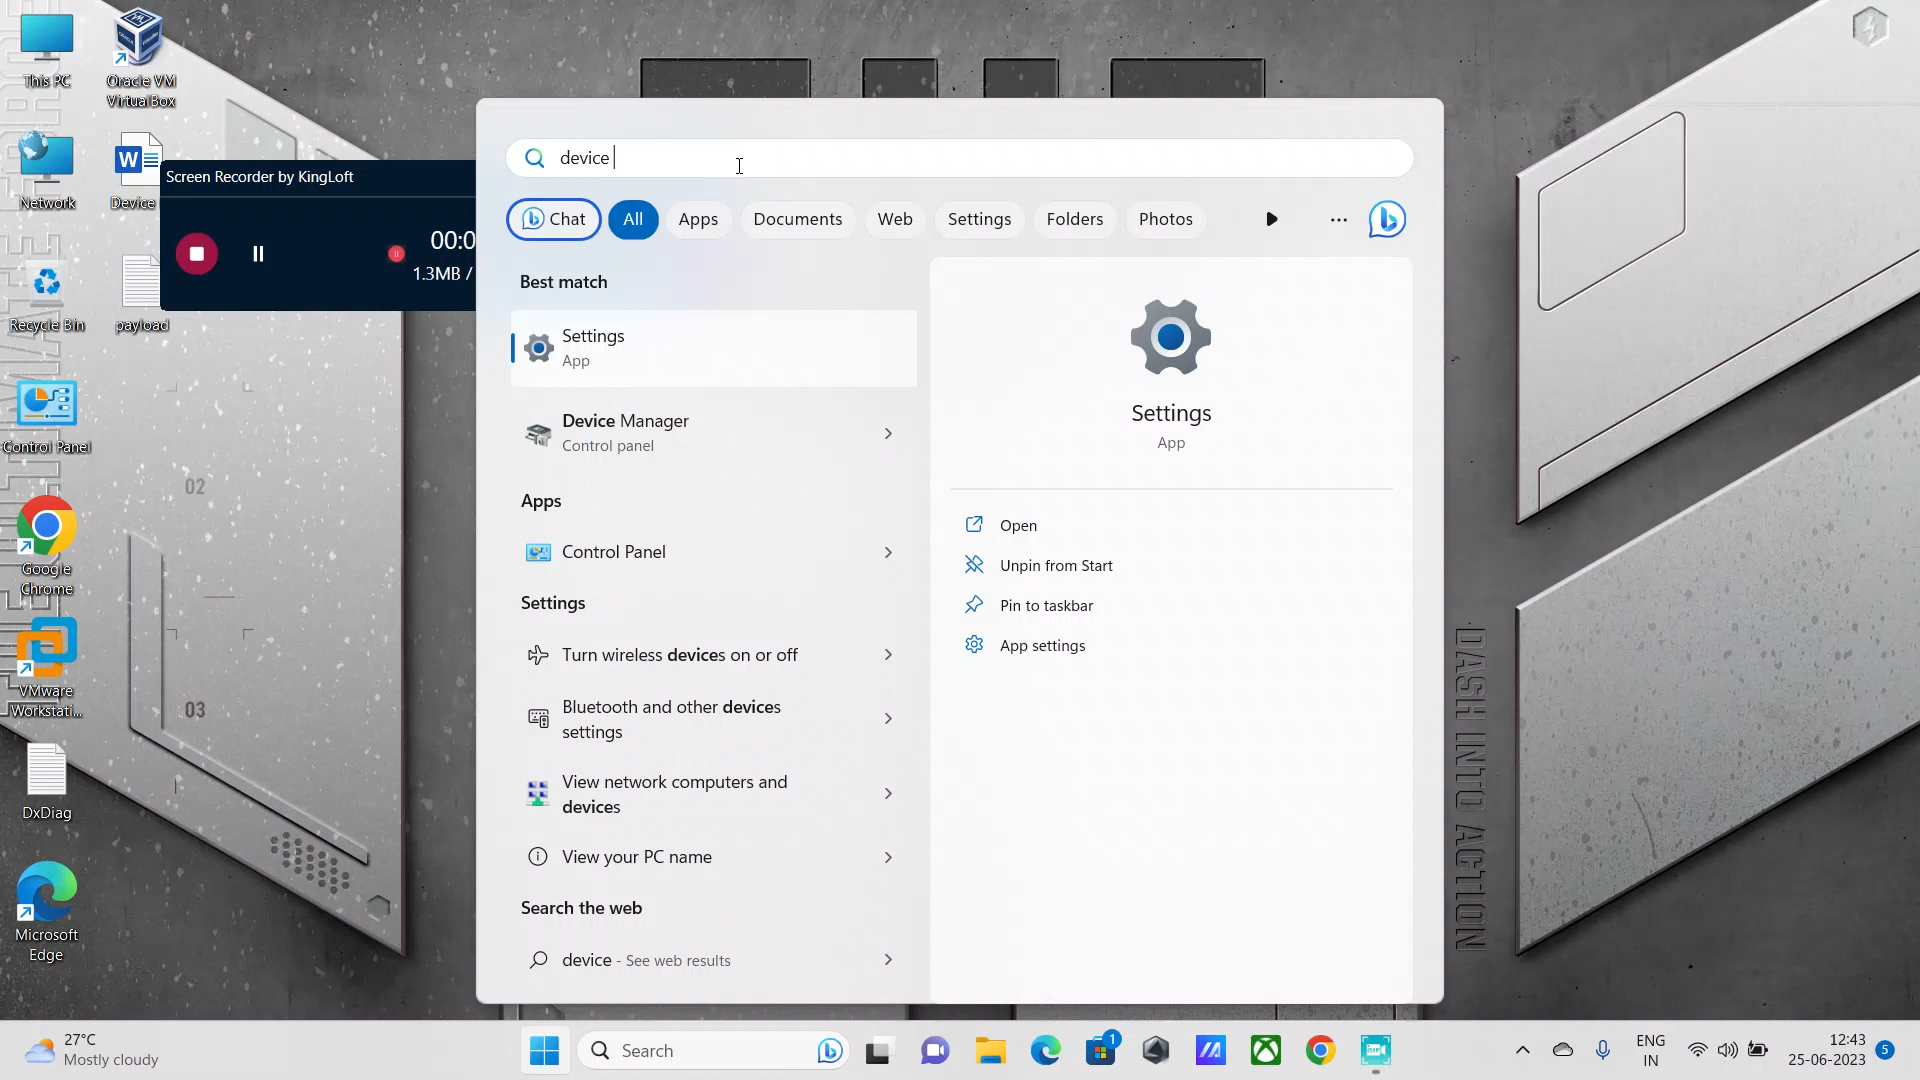 This PC
Oracle VM
VirtualBox
Network
Device
Recycle Bin
payload
Control Panel
Google
Chrome
VMware
Workstati...
DxDiag
Microsoft
Edge
Screen Recorder by KingLoft
00:0
1.3MB /
02
03
device
Chat
All
Apps
Documents
Web
Settings
Folders
Photos
Best match
Settings
App
Device Manager
Control panel
Apps
Control Panel
Settings
Turn wireless devices on or off
Bluetooth and other devices
settings
View network computers and
devices
View your PC name
Search the web
device - See web results
Settings
App
Open
Unpin from Start
Pin to taskbar
App settings
DASH INTO ACTION
27°C
Mostly cloudy
Search
1
ENG
IN
12:43
25-06-2023
5